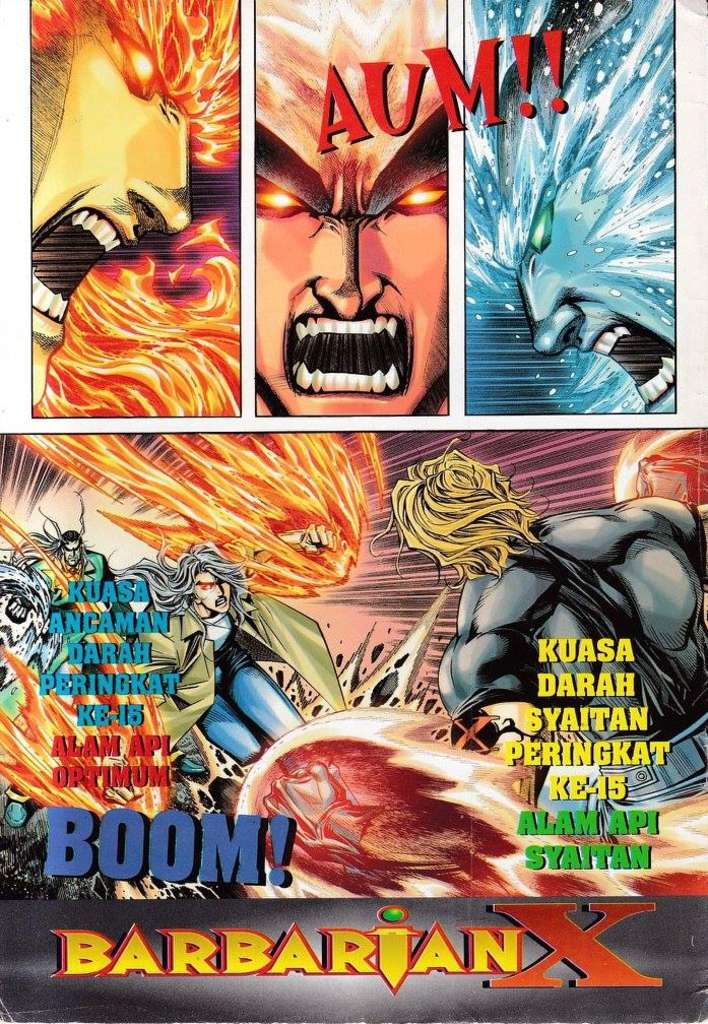 AUM!!
KUASA
ANCAMAN
DARAH
PERINGKAT
KE-15
ALAM API
OPTIMUM
KUASA
DARAH
SYAITAN
PERINGKAT
KE-15
ALAM API
SYAITAN
BOOM!
BARBARIAN X